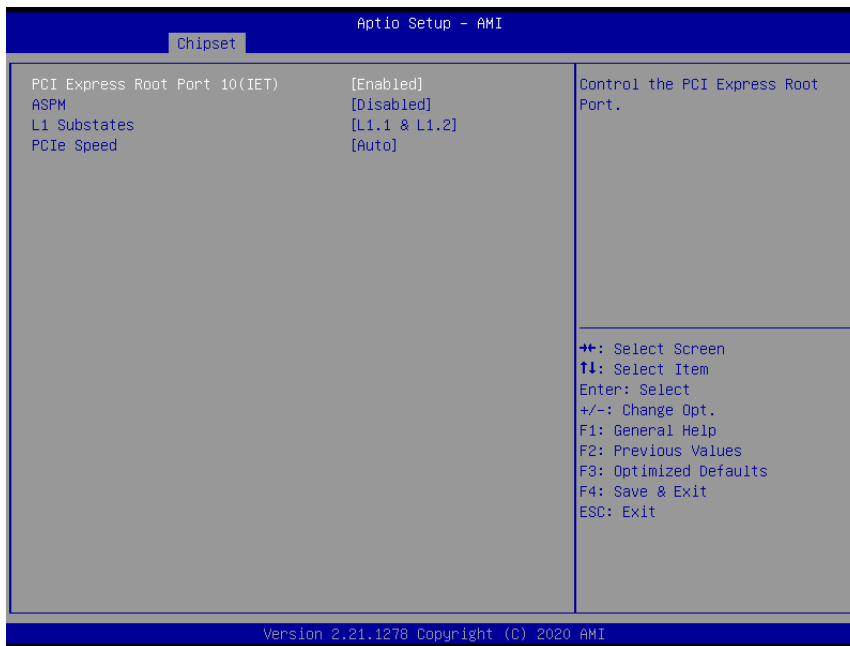 Aptio Setup – AMI
Chipset
PCI Express Root Port 10(IET) [Enabled]
ASPM [Disabled]
L1 Substates [L1.1 & L1.2]
PCIe Speed [Auto]
Control the PCI Express Root
Port.
→←: Select Screen
↑↓: Select Item
Enter: Select
+/-: Change Opt.
F1: General Help
F2: Previous Values
F3: Optimized Defaults
F4: Save & Exit
ESC: Exit
Version 2.21.1278 Copyright (C) 2020 AMI